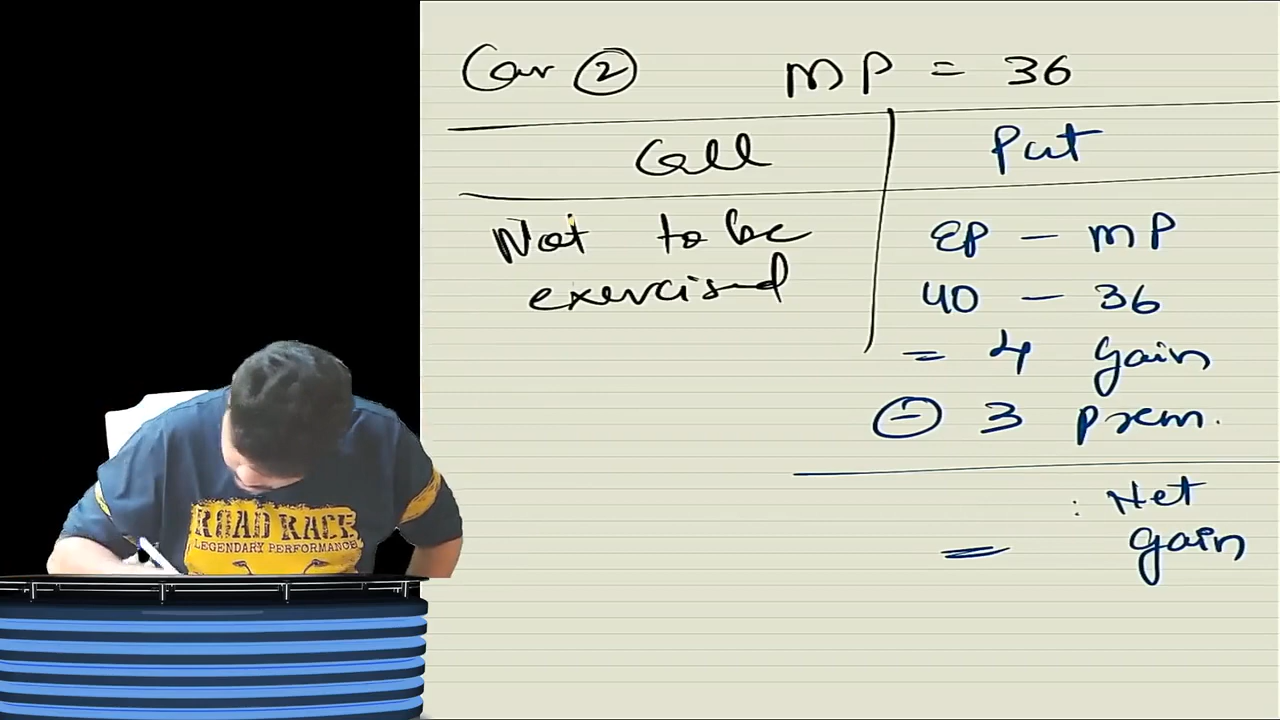 Case ② MP = 36
Call
Put
Not to be
exercised
EP - MP
40 - 36
= 4 gain
⊖ 3 prem.
: Net
= gain
ROAD RACE
LEGENDARY PERFORMANCE